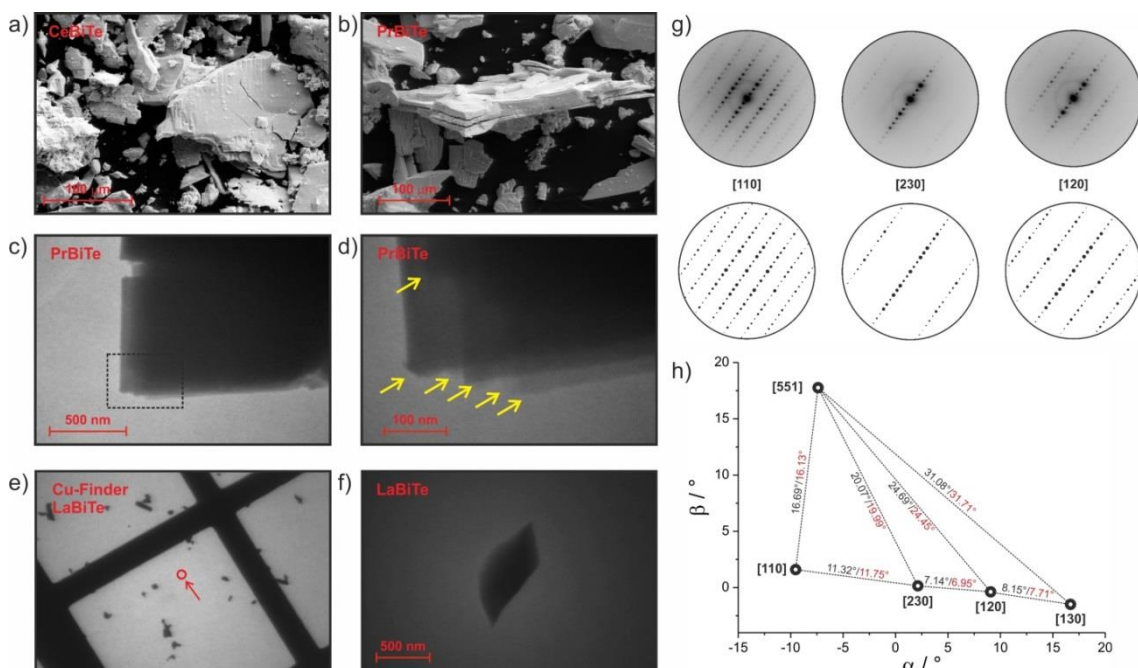 a)
CeBiTe
100 µm
b)
PrBiTe
100 µm
c)
PrBiTe
500 nm
d)
PrBiTe
100 nm
e)
Cu-Finder
LaBiTe
f)
LaBiTe
500 nm
g)
[110]
[230]
[120]
h)
20
15
10
5
0
β / °
[551]
16.69°/16.13°
20.07°/19.99°
24.69°/24.45°
31.08°/31.71°
[110]
11.32°/11.75°
7.14°/6.95°
8.15°/7.71°
[230]
[120]
[130]
-15
-10
-5
0
5
10
15
20
α / °